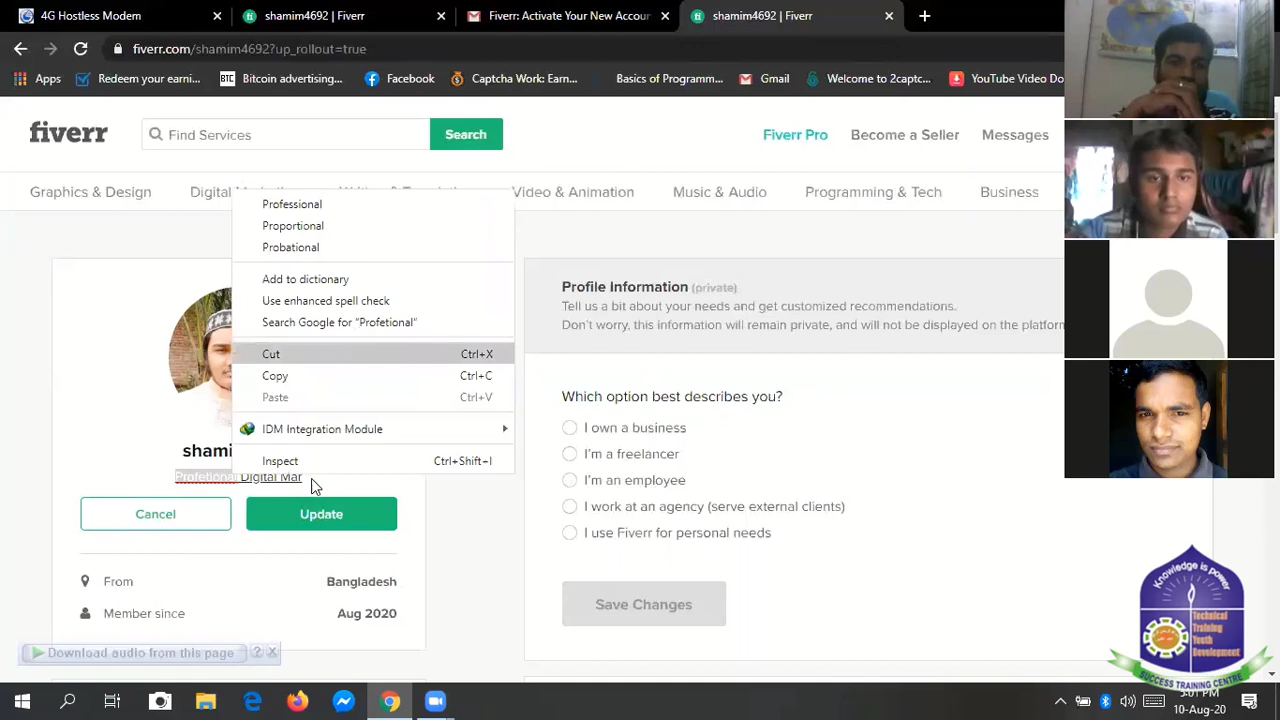 4G Hostless Modem
shamim4692 | Fiverr
Fiverr: Activate Your New Accoun
shamim4692 | Fiverr
fiverr.com/shamim4692?up_rollout=true
Apps
Redeem your earni...
Bitcoin advertising...
Facebook
Captcha Work: Earn...
Basics of Programm...
Gmail
Welcome to 2captc...
YouTube Video Do
fiverr
Find Services
Search
Fiverr Pro
Become a Seller
Messages
Graphics & Design
Digital
Video & Animation
Music & Audio
Programming & Tech
Business
Professional
Proportional
Probational
Add to dictionary
Use enhanced spell check
Search Google for “Profetional”
Cut Ctrl+X
Copy Ctrl+C
Paste Ctrl+V
IDM Integration Module
Inspect Ctrl+Shift+I
shami
Profetional Digital Mar
Cancel
Update
From Bangladesh
Member since Aug 2020
Profile Information (private)
Tell us a bit about your needs and get customized recommendations.
Don’t worry, this information will remain private, and will not be displayed on the platform
Which option best describes you?
I own a business
I’m a freelancer
I’m an employee
I work at an agency (serve external clients)
I use Fiverr for personal needs
Save Changes
Download audio from this page ?
Knowledge is power
Technical
Training
Youth
Development
SUCCESS TRAINING CENTRE
5:01 PM
10-Aug-20